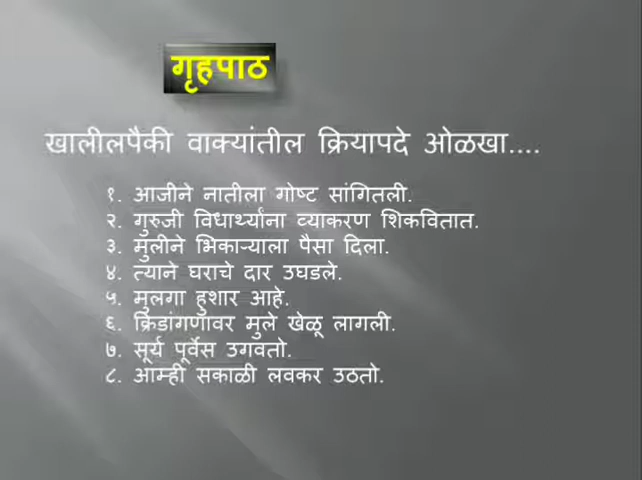 गृहपाठ
खालीलपैकी वाक्यांतील क्रियापदे ओळखा....
१. आजीने नातीला गोष्ट सांगितली.
२. गुरुजी विधार्थ्यांना व्याकरण शिकवितात.
३. मुलीने भिकाऱ्याला पैसा दिला.
४. त्याने घराचे दार उघडले.
५. मुलगा हुशार आहे.
६. क्रिडांगणावर मुले खेळू लागली.
७. सूर्य पूर्वेस उगवतो.
८. आम्ही सकाळी लवकर उठतो.